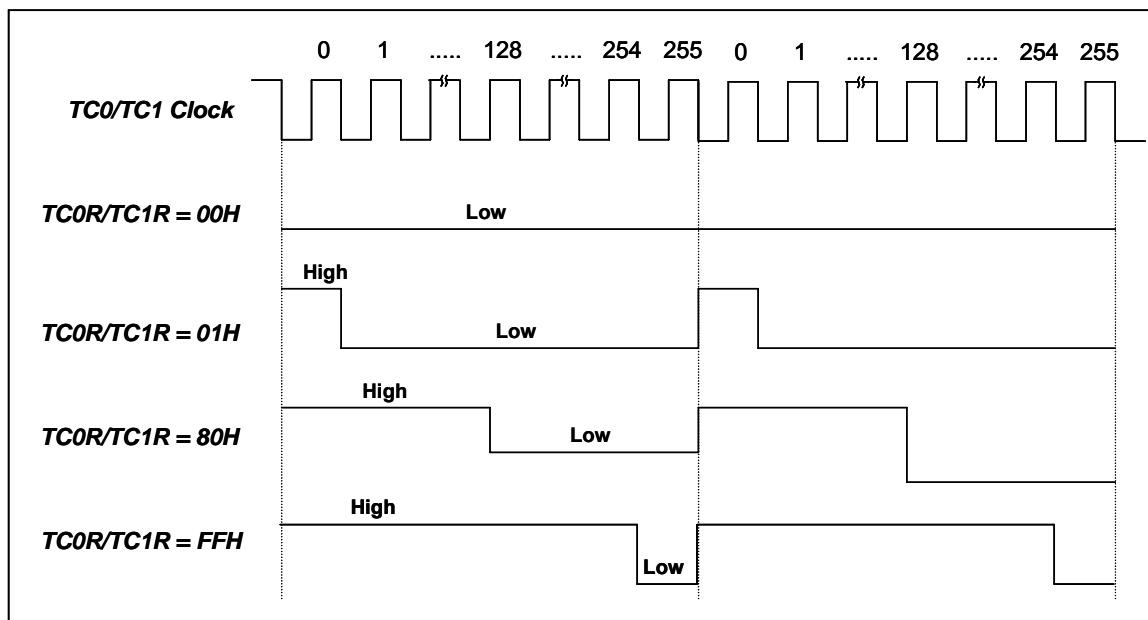 0 1 ..... 128 ..... 254 255 0 1 ..... 128 ..... 254 255
TC0/TC1 Clock
TC0R/TC1R = 00H
Low
High
TC0R/TC1R = 01H
Low
High
TC0R/TC1R = 80H
Low
High
TC0R/TC1R = FFH
Low